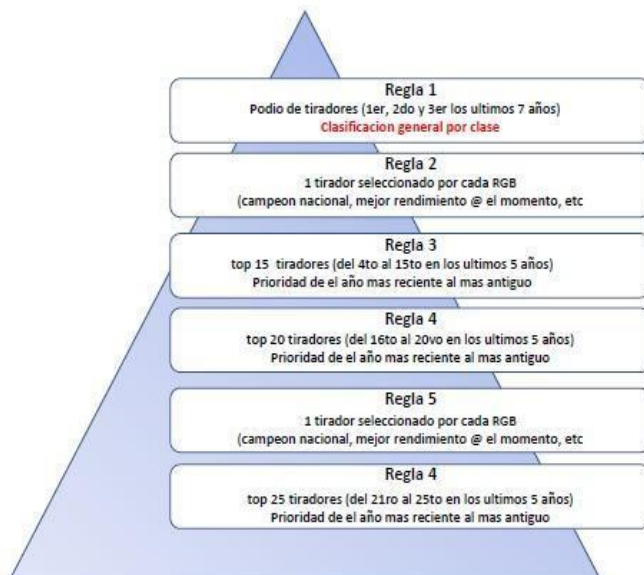 Regla 1
Podio de tiradores (1er, 2do y 3er los ultimos 7 años)
Clasificacion general por clase
Regla 2
1 tirador seleccionado por cada RGB
(campeon nacional, mejor rendimiento @ el momento, etc
Regla 3
top 15 tiradores (del 4to al 15to en los ultimos 5 años)
Prioridad de el año mas reciente al mas antiguo
Regla 4
top 20 tiradores (del 16to al 20vo en los ultimos 5 años)
Prioridad de el año mas reciente al mas antiguo
Regla 5
1 tirador seleccionado por cada RGB
(campeon nacional, mejor rendimiento @ el momento, etc
Regla 4
top 25 tiradores (del 21ro al 25to en los ultimos 5 años)
Prioridad de el año mas reciente al mas antiguo